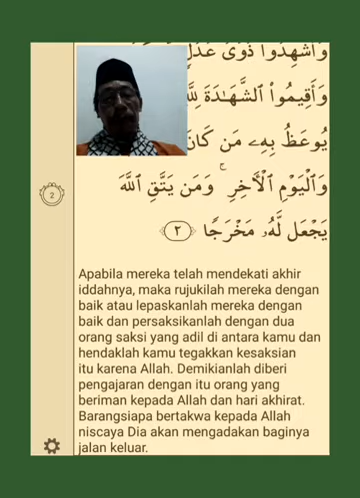 وَأَشْهِدُوا۟ ذَوَىْ عَدْلٍ
وَأَقِيمُوا۟ ٱلشَّهَـٰدَةَ لِلَّهِ
يُوعَظُ بِهِۦ مَن كَانَ
وَٱلْيَوْمِ ٱلْـَٔاخِرِ ۚ وَمَن يَتَّقِ ٱللَّهَ
2
يَجْعَل لَّهُۥ مَخْرَجًا ﴿٢﴾
Apabila mereka telah mendekati akhir
iddahnya, maka rujukilah mereka dengan
baik atau lepaskanlah mereka dengan
baik dan persaksikanlah dengan dua
orang saksi yang adil di antara kamu dan
hendaklah kamu tegakkan kesaksian
itu karena Allah. Demikianlah diberi
pengajaran dengan itu orang yang
beriman kepada Allah dan hari akhirat.
Barangsiapa bertakwa kepada Allah
niscaya Dia akan mengadakan baginya
jalan keluar.